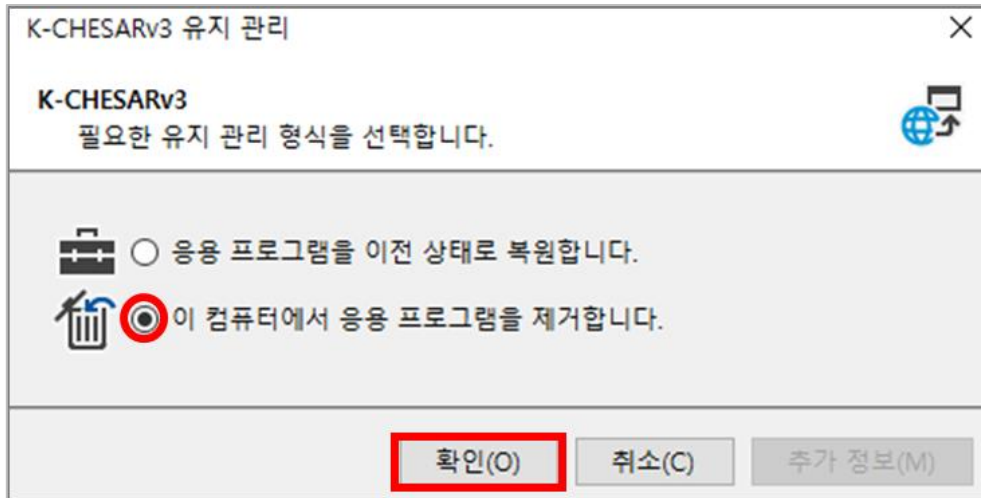 K-CHESARv3 유지 관리
K-CHESARv3
필요한 유지 관리 형식을 선택합니다.
응용 프로그램을 이전 상태로 복원합니다.
이 컴퓨터에서 응용 프로그램을 제거합니다.
확인(O) 취소(C) 추가 정보(M)